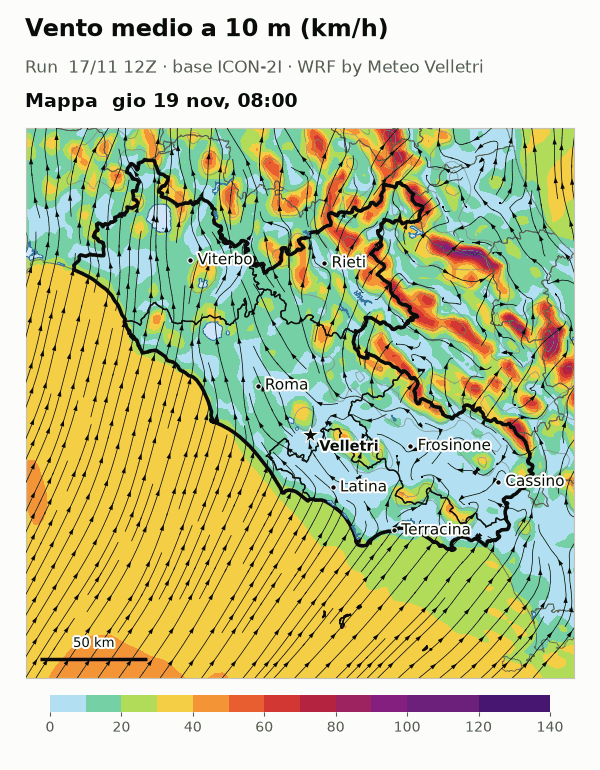 Vento medio a 10 m (km/h)
Run 17/11 12Z · base ICON-2I · WRF by Meteo Velletri
Mappa gio 19 nov, 08:00
Viterbo
Rieti
Roma
Velletri
Frosinone
Latina
Cassino
Terracina
50 km
0 20 40 60 80 100 120 140